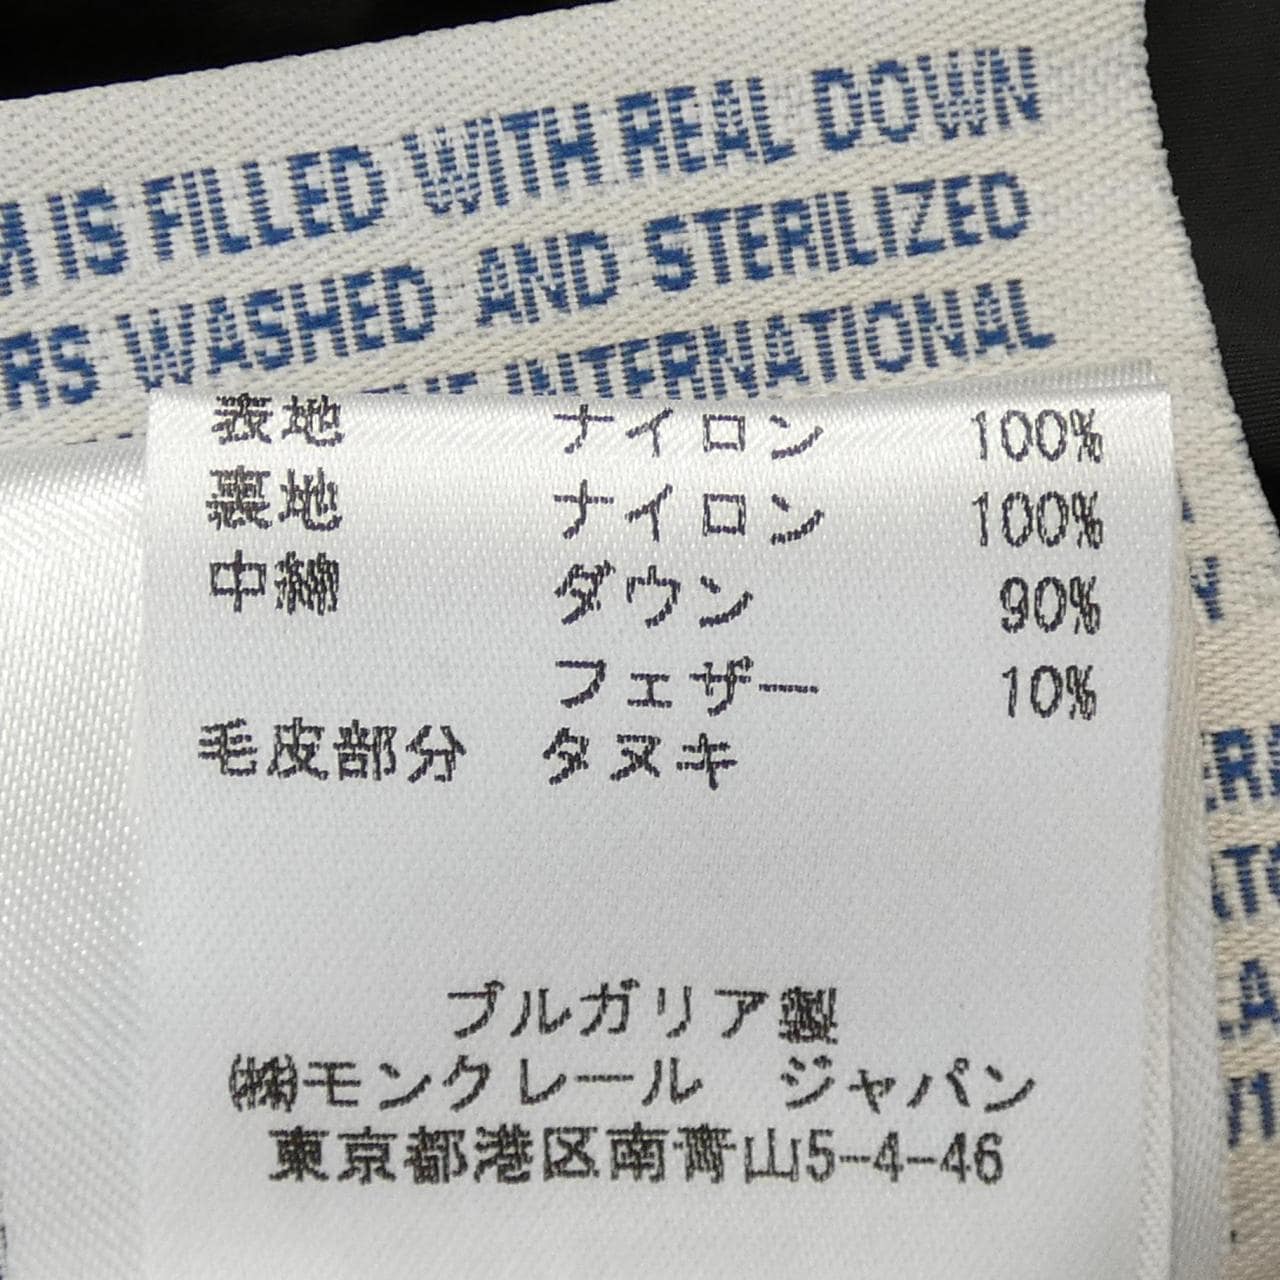 IS FILLED WITH REAL DOWN
WASHED AND STERILIZED
INTERNATIONAL
表地 ナイロン 100%
裏地 ナイロン 100%
中綿 ダウン 90%
フェザー 10%
毛皮部分 タヌキ
ブルガリア製
㈱モンクレール ジャパン
東京都港区南青山5-4-46